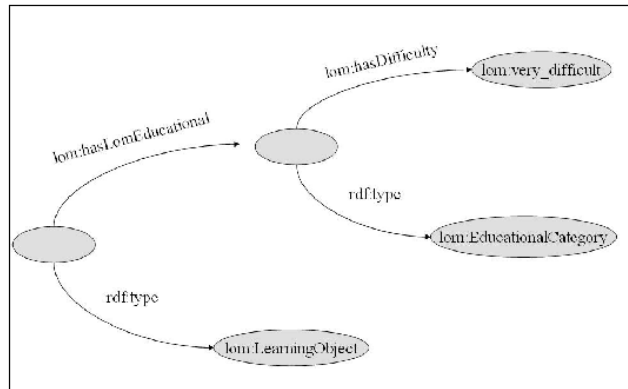 lom:hasDifficulty
lom:very_difficult
lom:hasLomEducational
rdf:type
lom:EducationalCategory
rdf:type
lom:LearningObject